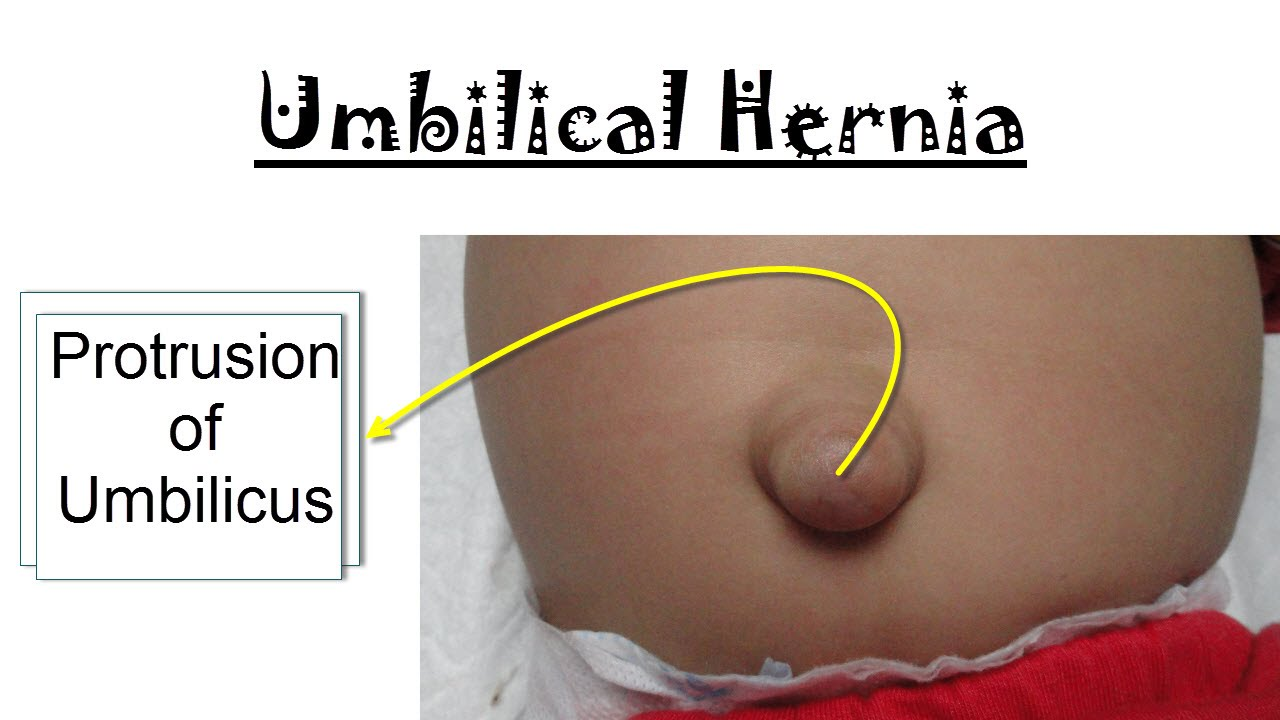 Umbilical Hernia
Protrusion
of
Umbilicus